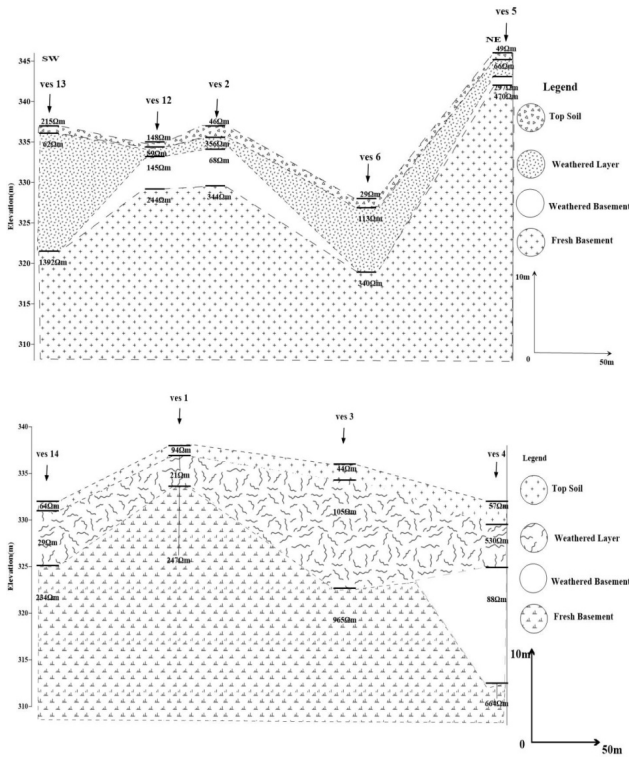 ves 5
ves 13
ves 12
ves 2
ves 6
SW
NE
345
340
335
330
325
320
315
310
Elevation(m)
215Ωm
62Ωm
1392Ωm
148Ωm
89Ωm
145Ωm
244Ωm
46Ωm
356Ωm
68Ωm
344Ωm
29Ωm
113Ωm
340Ωm
49Ωm
66Ωm
297Ωm
470Ωm
Legend
Top Soil
Weathered Layer
Weathered Basement
Fresh Basement
10m
0
50m
ves 14
ves 1
ves 3
ves 4
340
335
330
325
320
315
310
Elevation(m)
64Ωm
29Ωm
234Ωm
94Ωm
21Ωm
247Ωm
44Ωm
105Ωm
965Ωm
57Ωm
530Ωm
88Ωm
664Ωm
Legend
Top Soil
Weathered Layer
Weathered Basement
Fresh Basement
10m
0
50m